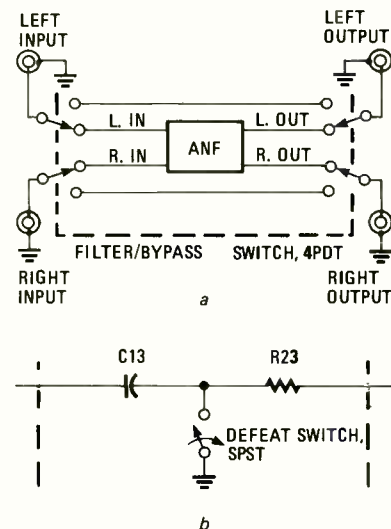 LEFT INPUT
LEFT OUTPUT
L. IN
L. OUT
ANF
R. IN
R. OUT
FILTER/BYPASS SWITCH, 4PDT
RIGHT INPUT
RIGHT OUTPUT
a
C13
R23
DEFEAT SWITCH,
SPST
b